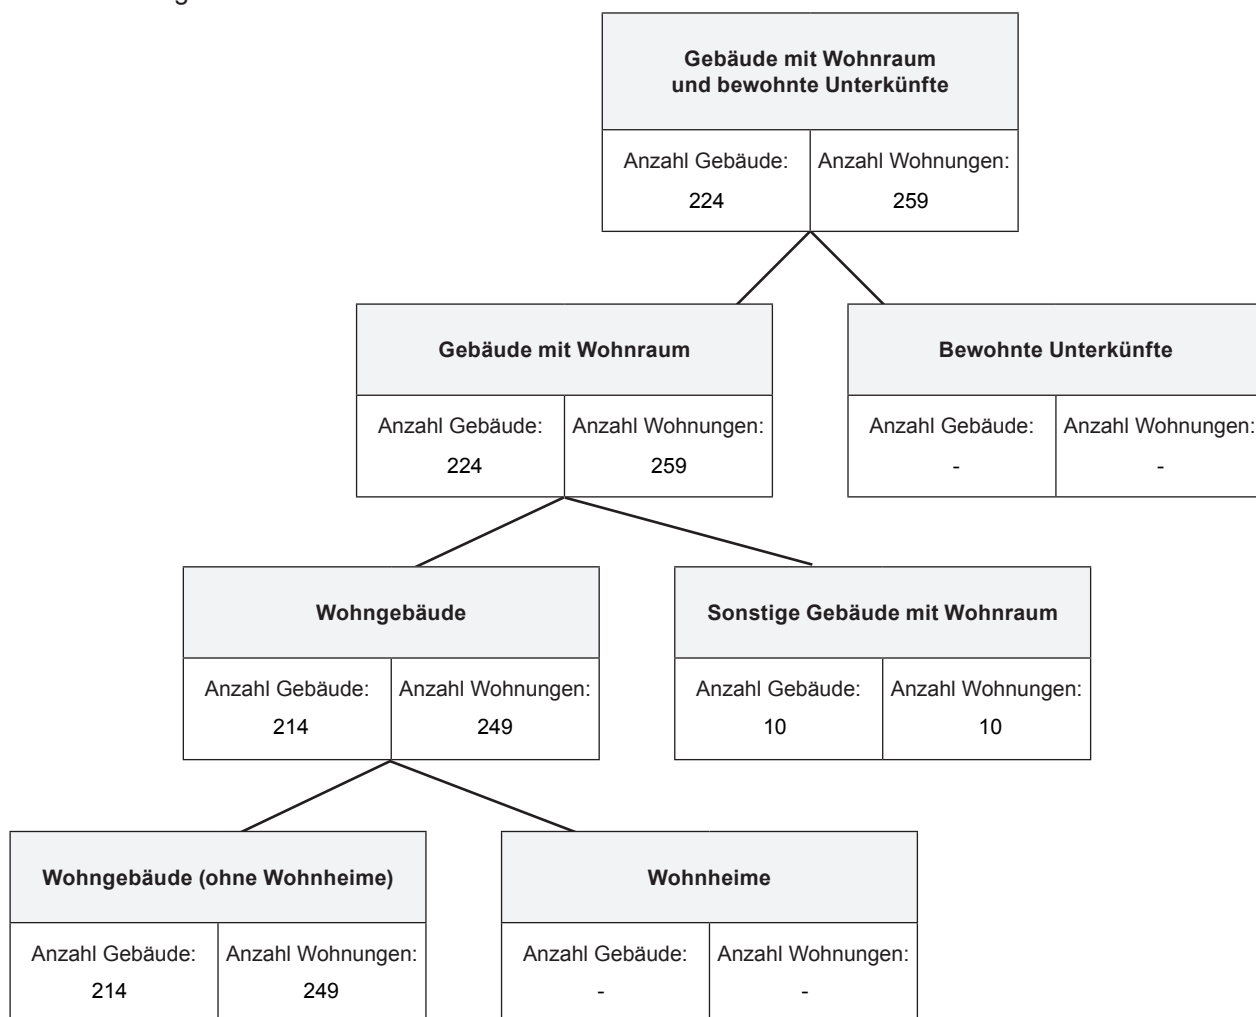 Gebäude mit Wohnraum
und bewohnte Unterkünfte
Anzahl Gebäude: Anzahl Wohnungen:
224 259
Gebäude mit Wohnraum Bewohnte Unterkünfte
Anzahl Gebäude: Anzahl Wohnungen: Anzahl Gebäude: Anzahl Wohnungen:
224 259 - -
Wohngebäude Sonstige Gebäude mit Wohnraum
Anzahl Gebäude: Anzahl Wohnungen: Anzahl Gebäude: Anzahl Wohnungen:
214 249 10 10
Wohngebäude (ohne Wohnheime) Wohnheime
Anzahl Gebäude: Anzahl Wohnungen: Anzahl Gebäude: Anzahl Wohnungen:
214 249 - -